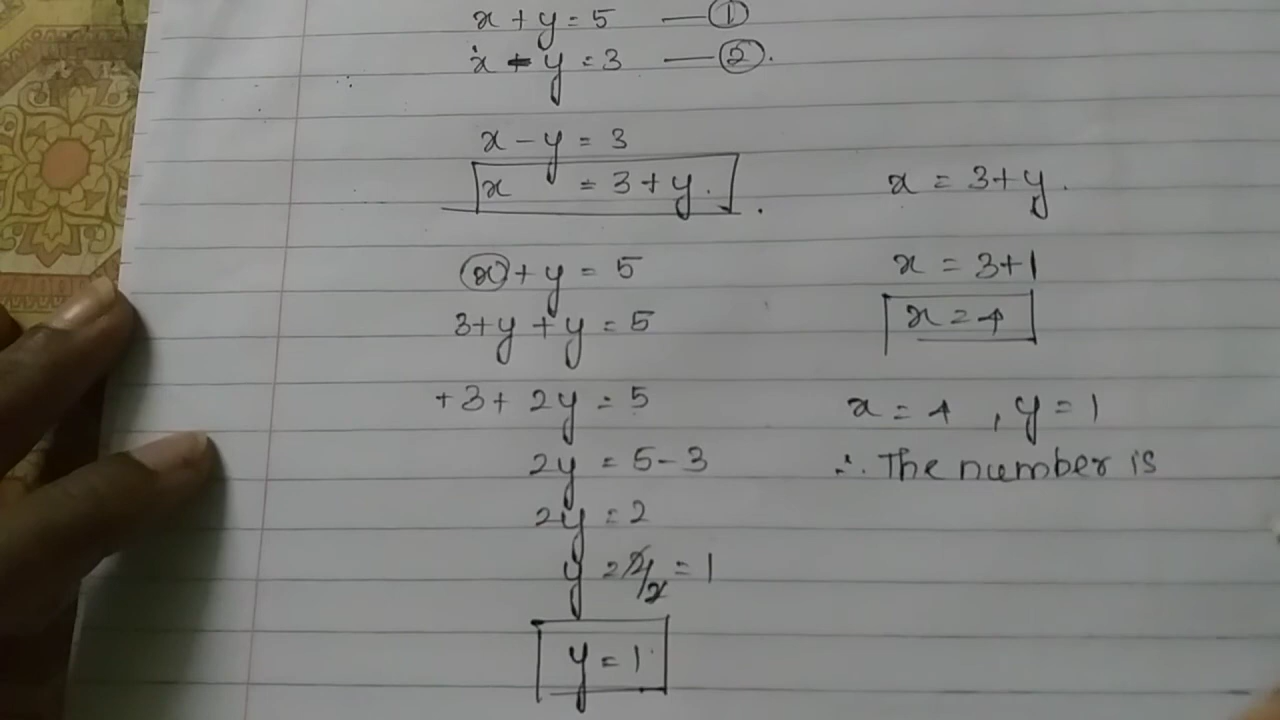 x + y = 5 — ①
x - y = 3 — ②.
x - y = 3
x = 3 + y.
x + y = 5
3 + y + y = 5
+3 + 2y = 5
2y = 5 - 3
2y = 2
y = 2/2 = 1
y = 1
x = 3 + y.
x = 3 + 1
x = 4
x = 4 , y = 1
∴ The number is